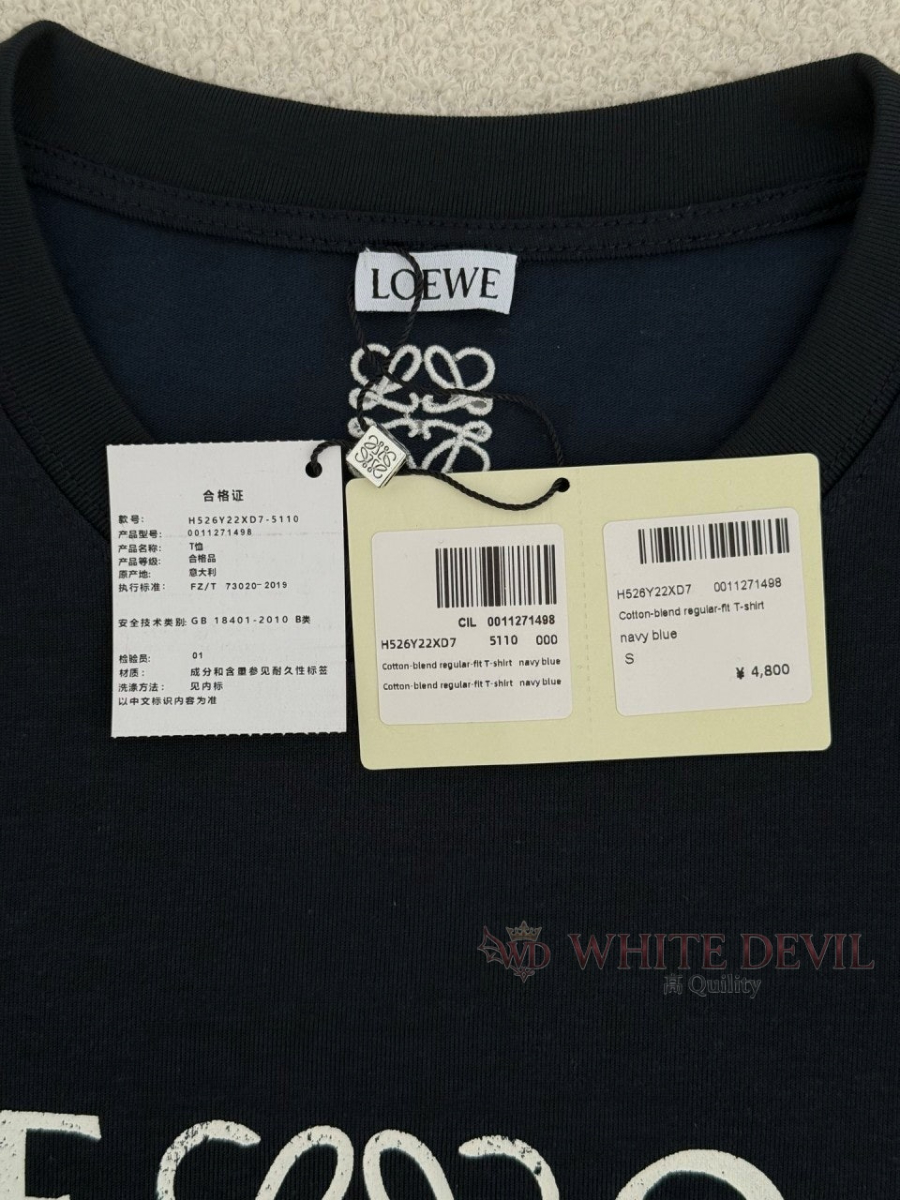 LOEWE
合格证
款号: H526Y22XD7-5110
产品型号: 0011271498
产品名称: T恤
产品等级: 合格品
原产地: 意大利
执行标准: FZ/T 73020-2019
安全技术类别: GB 18401-2010 B类
检验员: 01
材质: 成分和含量参见耐久性标签
洗涤方法: 见内标
以中文标识内容为准
CIL 0011271498
H526Y22XD7 5110 000
Cotton-blend regular-fit T-shirt navy blue
Cotton-blend regular-fit T-shirt navy blue
H526Y22XD7 0011271498
Cotton-blend regular-fit T-shirt
navy blue
S
¥ 4,800
WD WHITE DEVIL
高 Quility